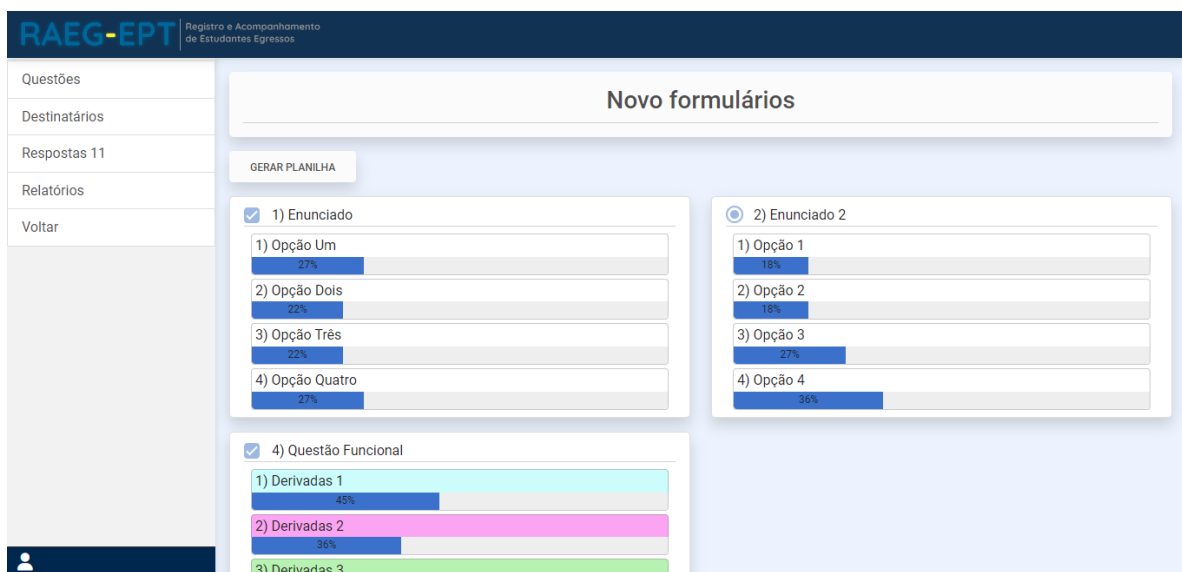 RAEG-EPT
Registro e Acompanhamento
de Estudantes Egressos
Questões
Destinatários
Respostas 11
Relatórios
Voltar
Novo formulários
GERAR PLANILHA
1) Enunciado
1) Opção Um
27%
2) Opção Dois
22%
3) Opção Três
22%
4) Opção Quatro
27%
2) Enunciado 2
1) Opção 1
18%
2) Opção 2
18%
3) Opção 3
27%
4) Opção 4
36%
4) Questão Funcional
1) Derivadas 1
45%
2) Derivadas 2
36%
3) Derivadas 3